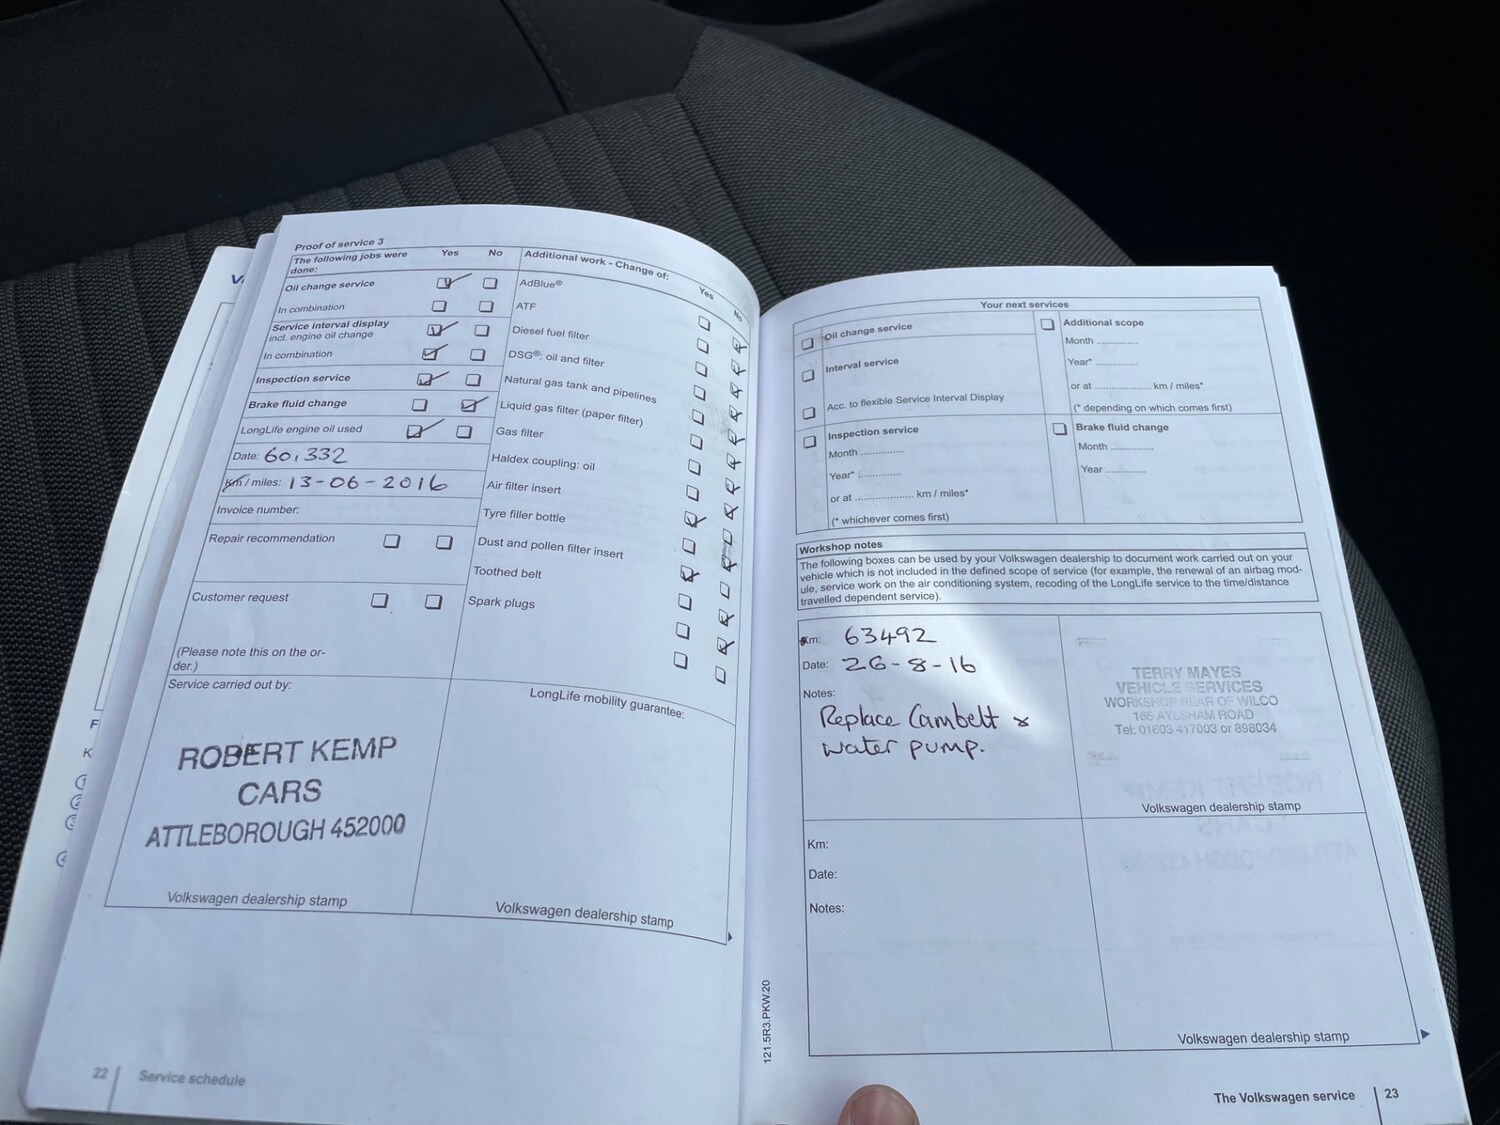 Proof of service 3
The following jobs were done:
Yes
No
Oil change service
In combination
Service interval display
incl. engine oil change
In combination
Inspection service
Brake fluid change
LongLife engine oil used
Date: 60,332
Km / miles: 13-06-2016
Invoice number:
Repair recommendation
Customer request
(Please note this on the or-
der.)
Service carried out by:
ROBERT KEMP
CARS
ATTLEBOROUGH 452000
Volkswagen dealership stamp
Additional work - Change of:
Yes
No
AdBlue®
ATF
Diesel fuel filter
DSG®: oil and filter
Natural gas tank and pipelines
Liquid gas filter (paper filter)
Gas filter
Haldex coupling: oil
Air filter insert
Tyre filler bottle
Dust and pollen filter insert
Toothed belt
Spark plugs
LongLife mobility guarantee:
Volkswagen dealership stamp
22
Service schedule
Your next services
Oil change service
Interval service
Acc. to flexible Service Interval Display
Inspection service
Month ..............
Year* ..............
or at .................... km / miles*
(* whichever comes first)
Additional scope
Month ..............
Year* ..............
or at .................... km / miles*
(* depending on which comes first)
Brake fluid change
Month ..............
Year ..............
Workshop notes
The following boxes can be used by your Volkswagen dealership to document work carried out on your
vehicle which is not included in the defined scope of service (for example, the renewal of an airbag mod-
ule, service work on the air conditioning system, recoding of the LongLife service to the time/distance
travelled dependent service).
Km: 63492
Date: 26-8-16
Notes:
Replace Cambelt &
water pump.
TERRY MAYES
VEHICLE SERVICES
WORKSHOP REAR OF WILCO
165 AYLSHAM ROAD
Tel: 01603 417003 or 898034
Volkswagen dealership stamp
Km:
Date:
Notes:
Volkswagen dealership stamp
121.5R3.PKW.20
The Volkswagen service
23